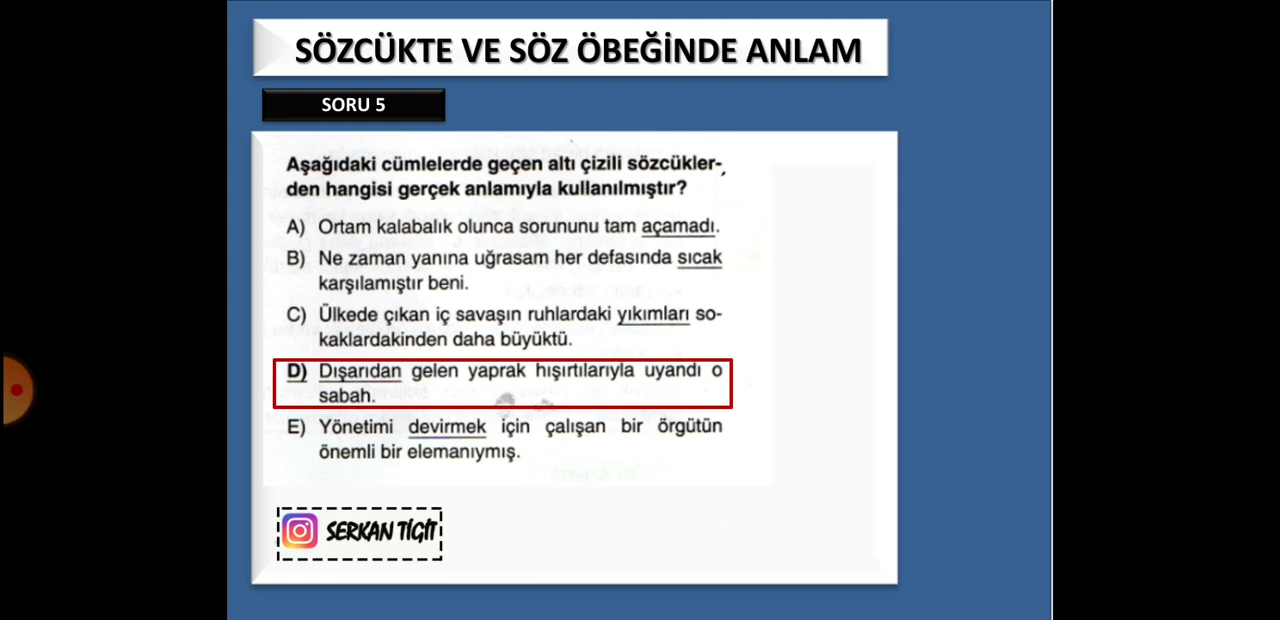 SÖZCÜKTE VE SÖZ ÖBEĞİNDE ANLAM
SORU 5
Aşağıdaki cümlelerde geçen altı çizili sözcükler-
den hangisi gerçek anlamıyla kullanılmıştır?
A) Ortam kalabalık olunca sorununu tam açamadı.
B) Ne zaman yanına uğrasam her defasında sıcak
karşılamıştır beni.
C) Ülkede çıkan iç savaşın ruhlardaki yıkımları so-
kaklardakinden daha büyüktü.
D) Dışarıdan gelen yaprak hışırtılarıyla uyandı o
sabah.
E) Yönetimi devirmek için çalışan bir örgütün
önemli bir elemanıymış.
SERKAN TİGİT